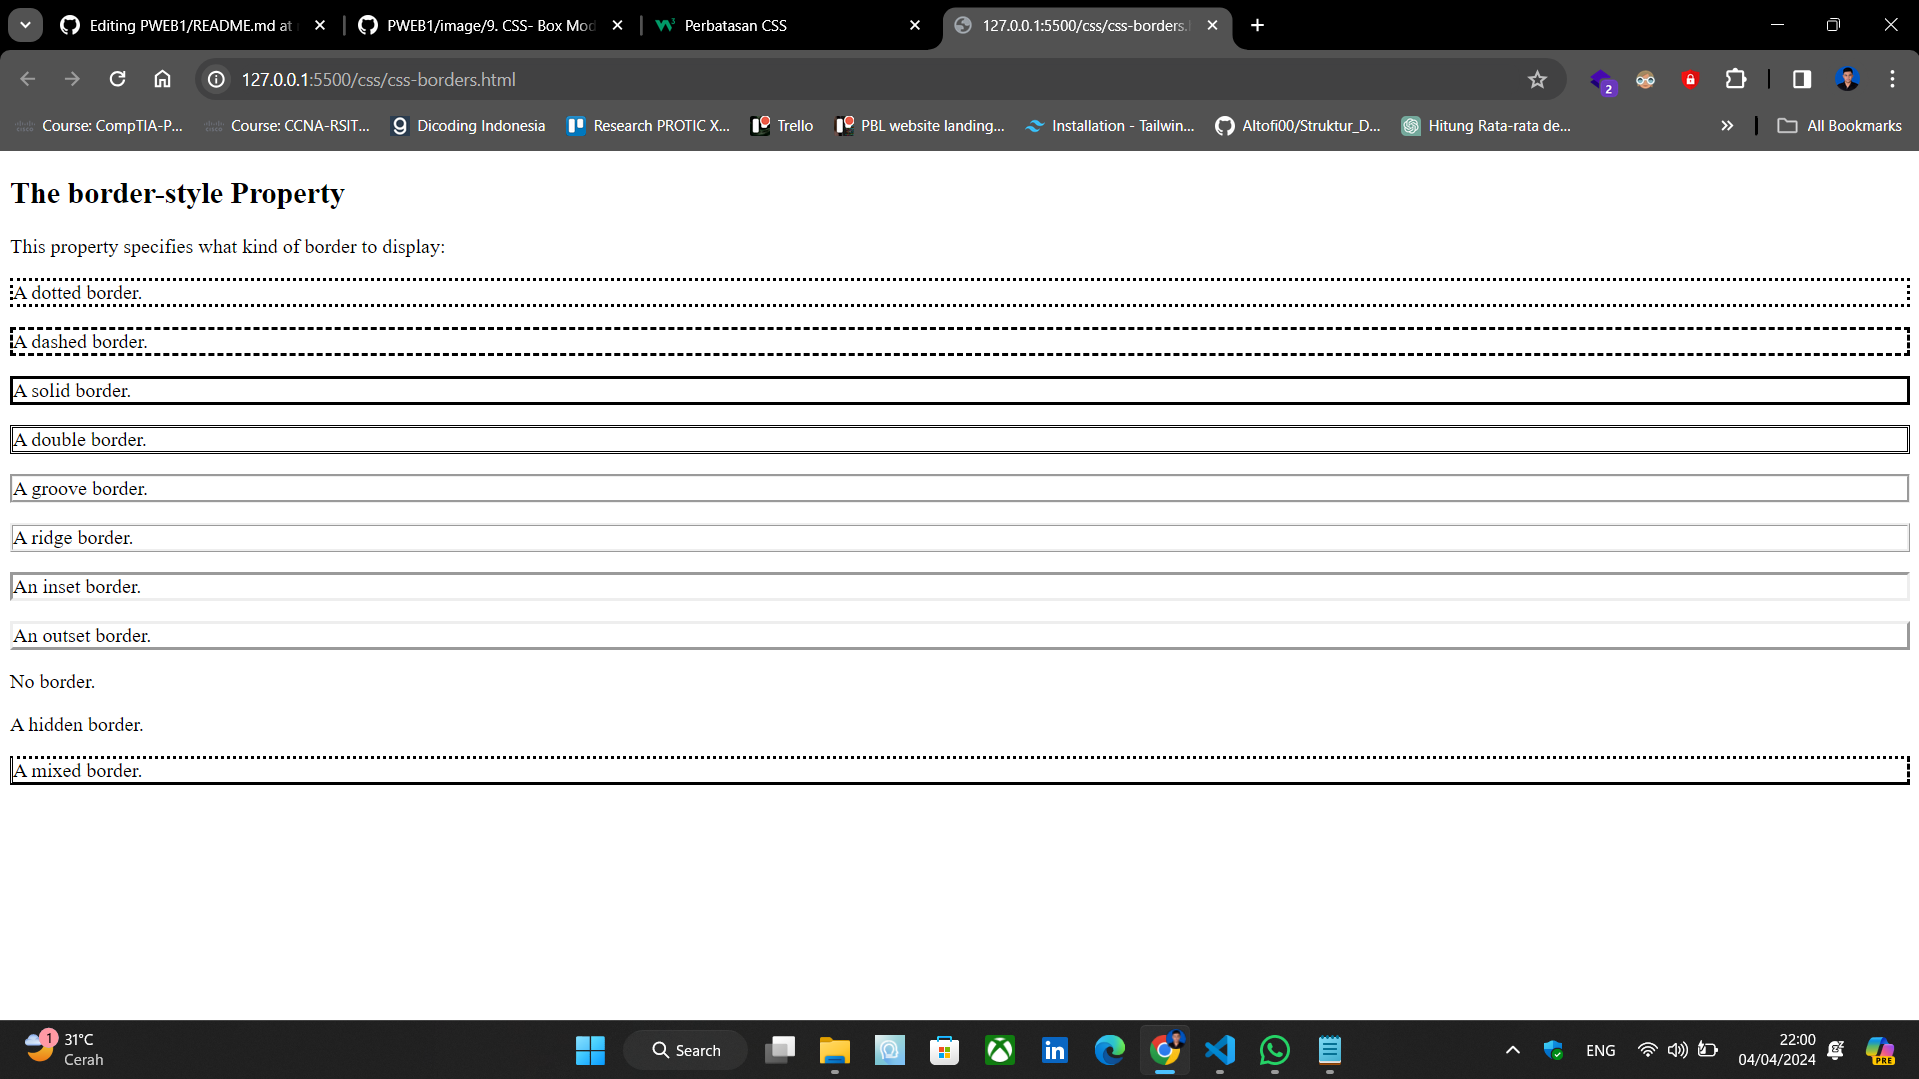 Editing PWEB1/README.md at
PWEB1/image/9. CSS- Box Mod
Perbatasan CSS
127.0.0.1:5500/css/css-borders.
127.0.0.1:5500/css/css-borders.html
2
Course: CompTIA-P...
Course: CCNA-RSIT...
Dicoding Indonesia
Research PROTIC X...
Trello
PBL website landing...
Installation - Tailwin...
Altofi00/Struktur_D...
Hitung Rata-rata de...
All Bookmarks
The border-style Property
This property specifies what kind of border to display:
A dotted border.
A dashed border.
A solid border.
A double border.
A groove border.
A ridge border.
An inset border.
An outset border.
No border.
A hidden border.
A mixed border.
1
31°C
Cerah
Search
ENG
22:00
04/04/2024
PRE